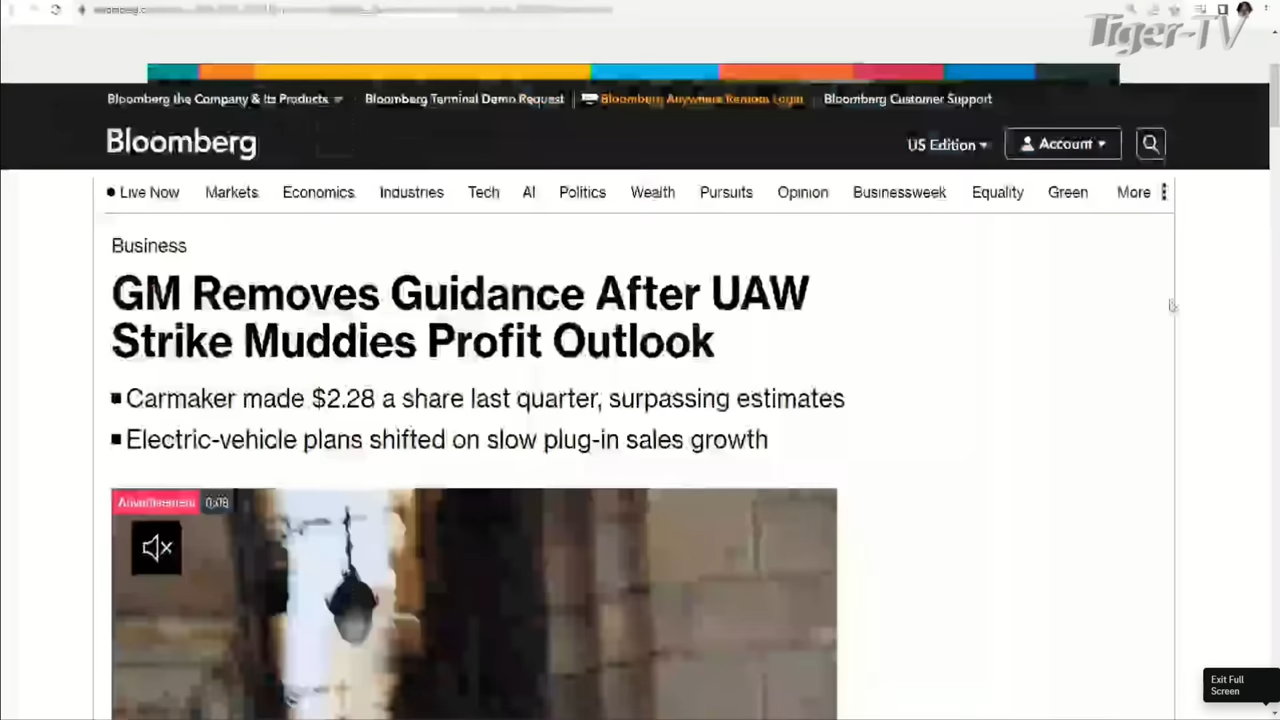 Tiger-TV
Bloomberg the Company & Its Products
Bloomberg Terminal Demo Request
Bloomberg Anywhere Remote Login
Bloomberg Customer Support
Bloomberg
US Edition
Account
Live Now Markets Economics Industries Tech AI Politics Wealth Pursuits Opinion Businessweek Equality Green More
Business
GM Removes Guidance After UAW
Strike Muddies Profit Outlook
Carmaker made $2.28 a share last quarter, surpassing estimates
Electric-vehicle plans shifted on slow plug-in sales growth
Advertisement
Exit Full
Screen